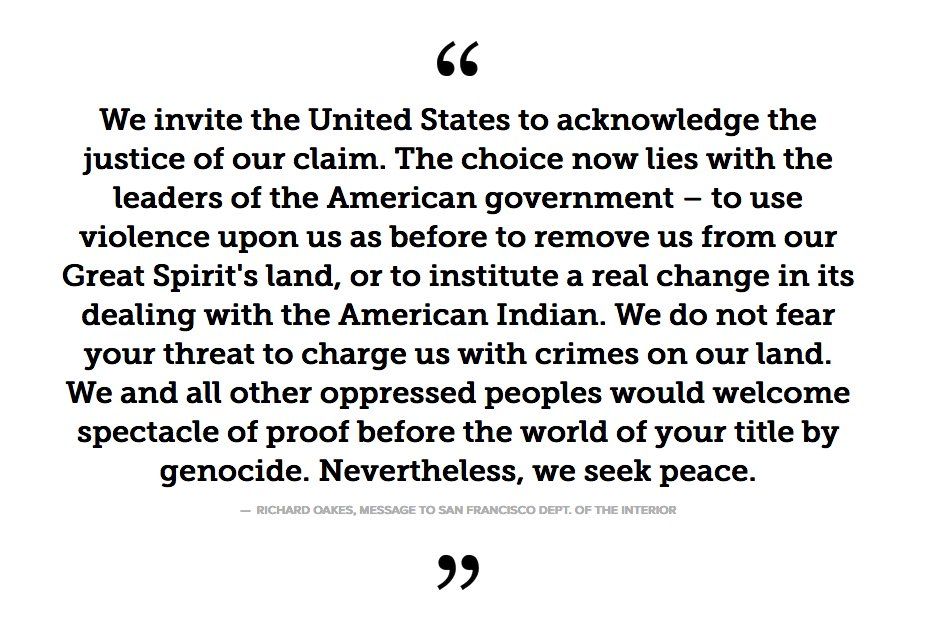 “
We invite the United States to acknowledge the
justice of our claim. The choice now lies with the
leaders of the American government – to use
violence upon us as before to remove us from our
Great Spirit's land, or to institute a real change in its
dealing with the American Indian. We do not fear
your threat to charge us with crimes on our land.
We and all other oppressed peoples would welcome
spectacle of proof before the world of your title by
genocide. Nevertheless, we seek peace.
— RICHARD OAKES, MESSAGE TO SAN FRANCISCO DEPT. OF THE INTERIOR
”